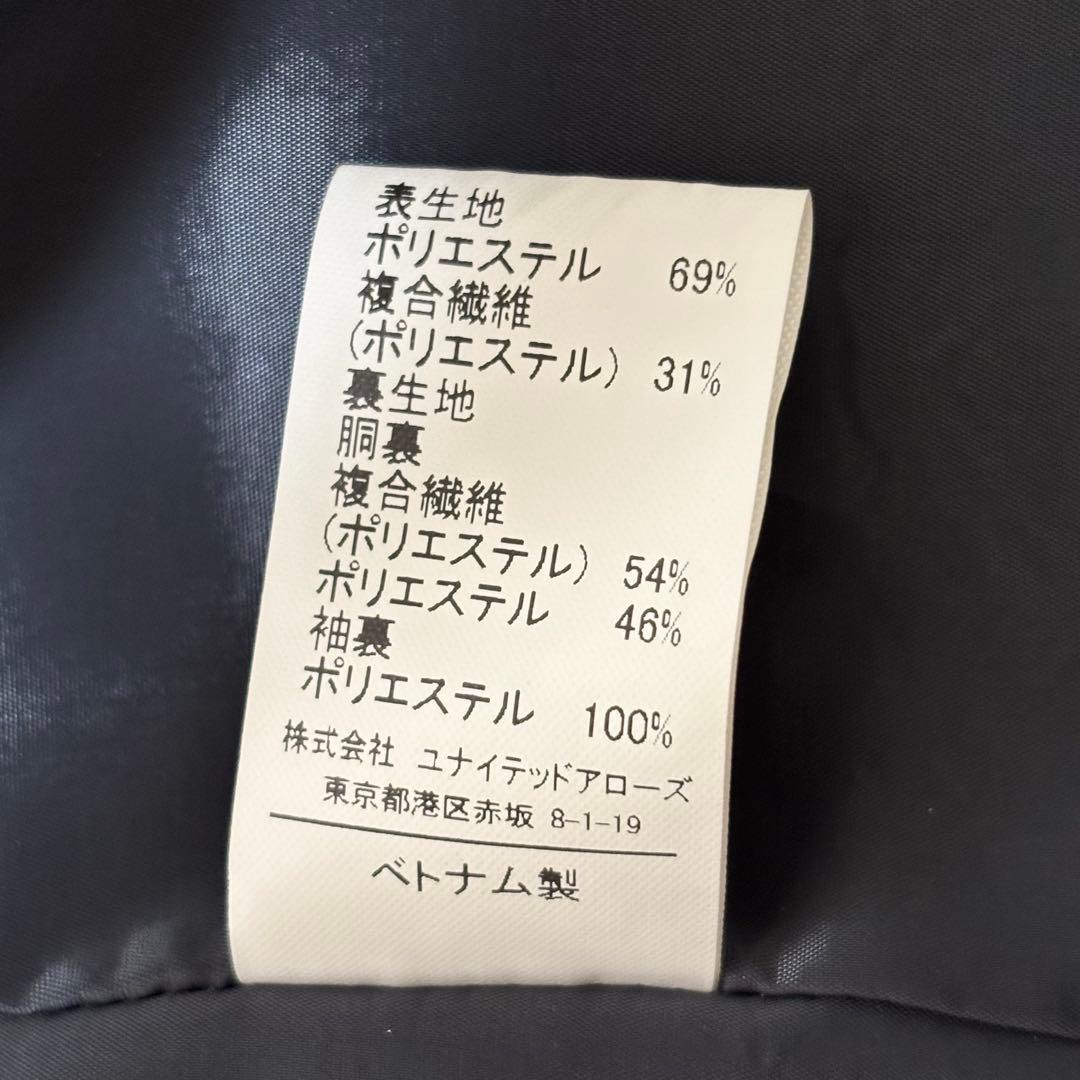 表生地
ポリエステル 69%
複合繊維
(ポリエステル) 31%
裏生地
胴裏
複合繊維
(ポリエステル) 54%
ポリエステル 46%
袖裏
ポリエステル 100%
株式会社 ユナイテッドアローズ
東京都港区赤坂 8-1-19
ベトナム製